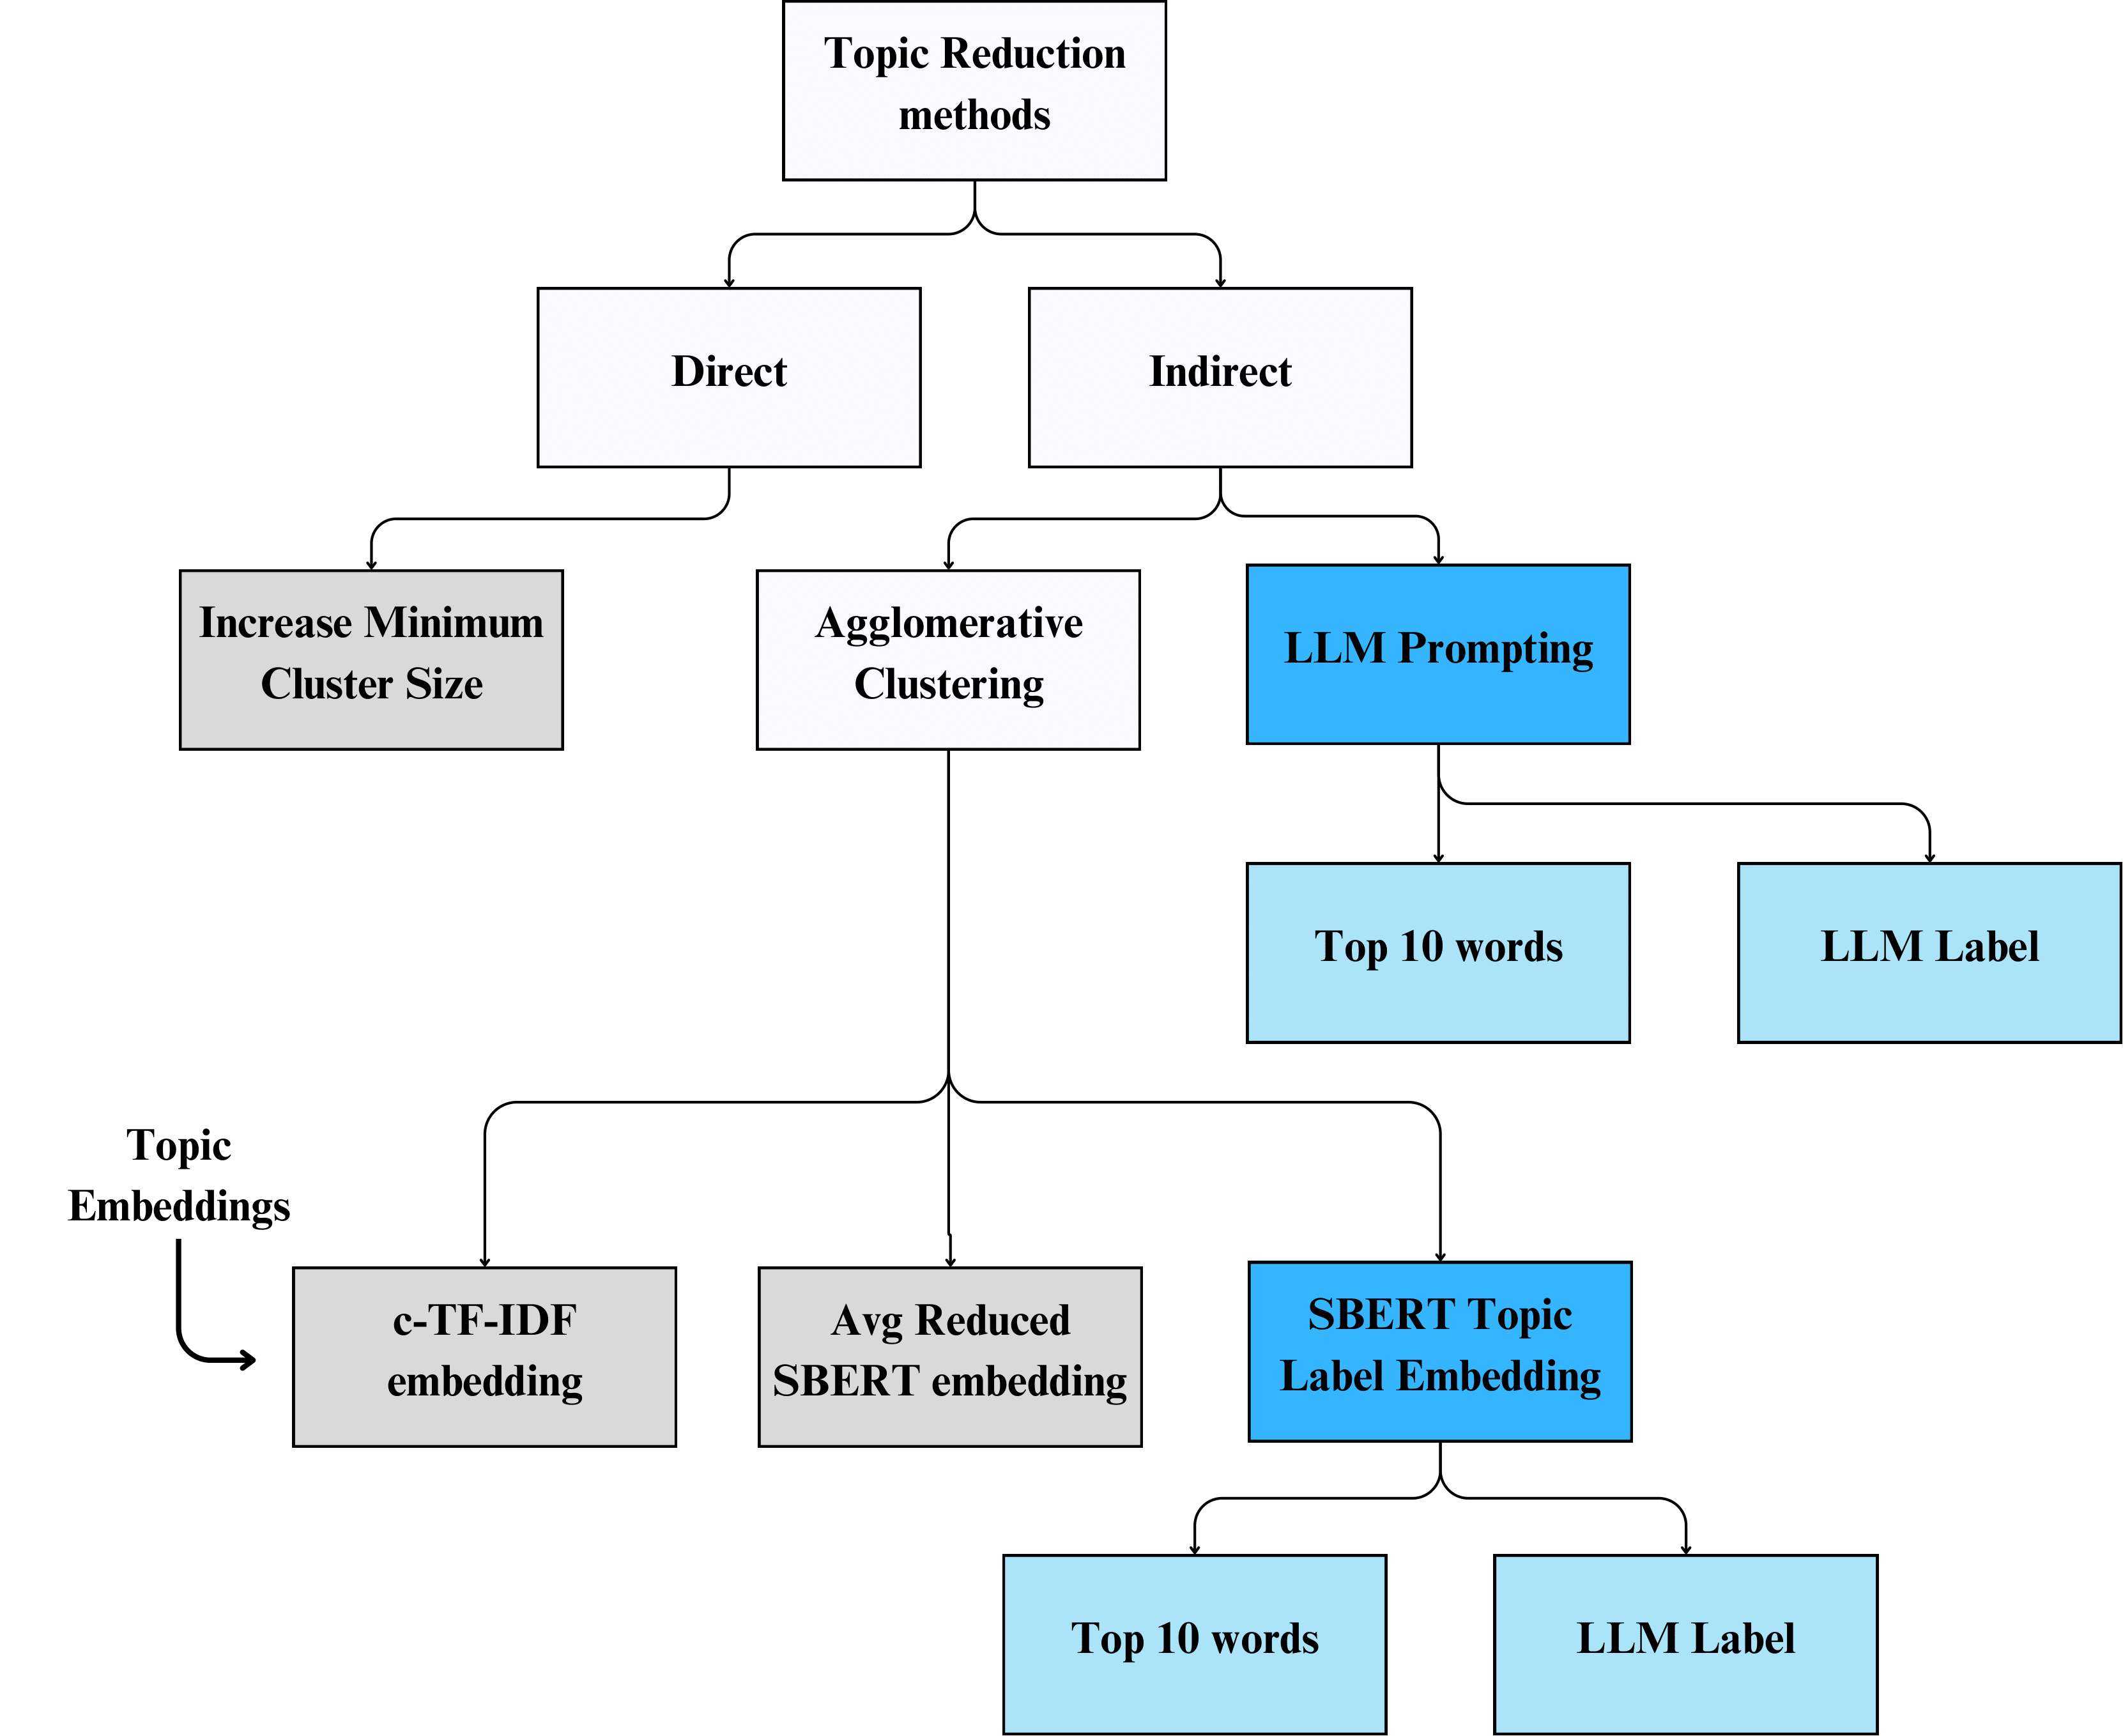 Topic Reduction
methods
Direct
Indirect
Increase Minimum
Cluster Size
Agglomerative
Clustering
LLM Prompting
Top 10 words
LLM Label
Topic
Embeddings
c-TF-IDF
embedding
Avg Reduced
SBERT embedding
SBERT Topic
Label Embedding
Top 10 words
LLM Label